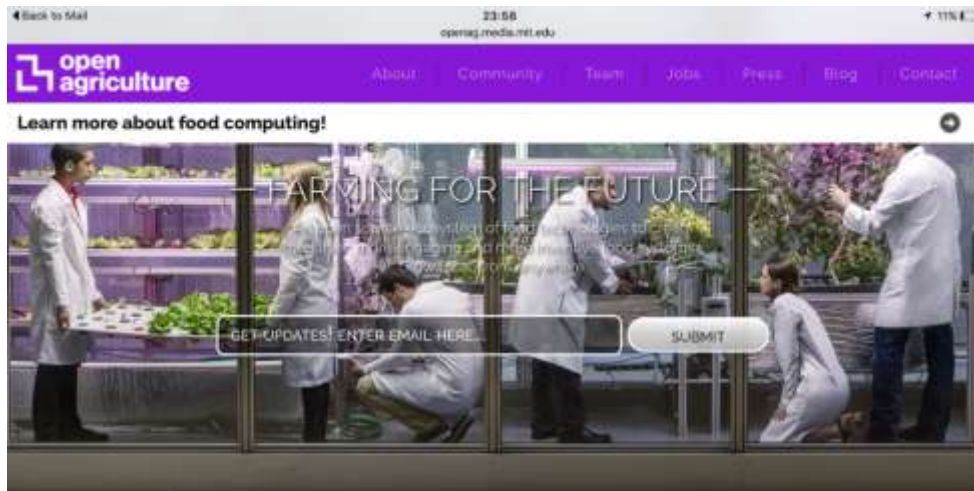 Back to Mail
23:56
11%
openag.media.mit.edu
open
agriculture
About
Community
Team
Jobs
Press
Blog
Contact
Learn more about food computing!
— FARMING FOR THE FUTURE —
GET UPDATES! ENTER EMAIL HERE...
SUBMIT